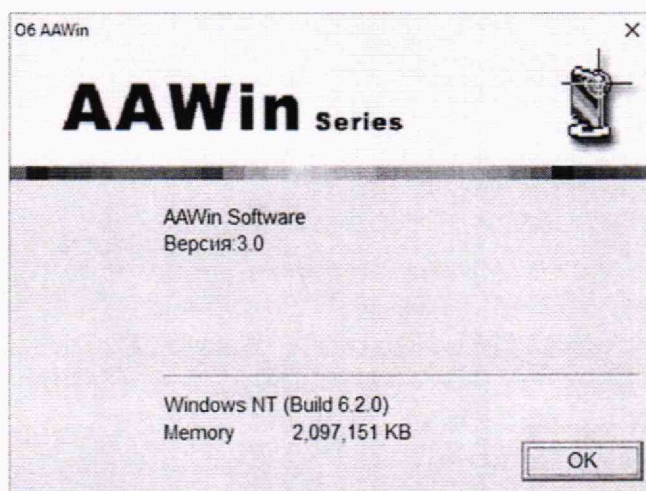 Об AAWin
AAWin Series
AAWin Software
Версия:3.0
Windows NT (Build 6.2.0)
Memory 2,097,151 KB
OK